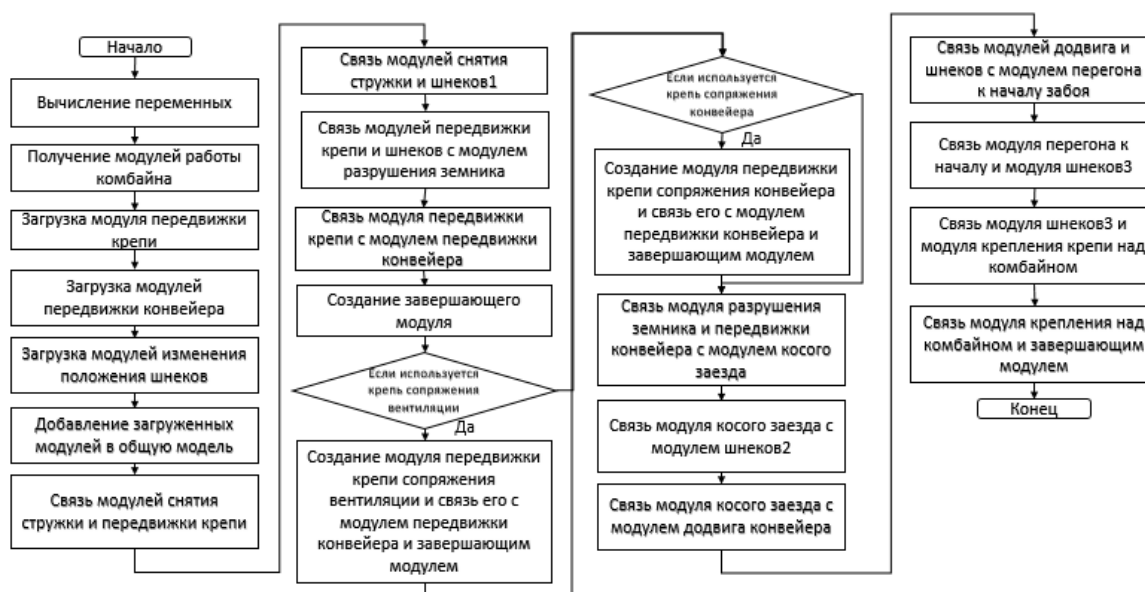 Начало
Вычисление переменных
Получение модулей работы
комбайна
Загрузка модуля передвижки
крепи
Загрузка модулей
передвижки конвейера
Загрузка модулей изменения
положения шнеков
Добавление загруженных
модулей в общую модель
Связь модулей снятия
стружки и передвижки крепи
Связь модулей снятия
стружки и шнеков1
Связь модулей передвижки
крепи и шнеков с модулем
разрушения земника
Связь модуля передвижки
крепи с модулем передвижки
конвейера
Создание завершающего
модуля
Если используется
крепь сопряжения
вентиляции
Да
Создание модуля передвижки
крепи сопряжения
вентиляции и связь его с
модулем передвижки
конвейера и завершающим
модулем
Если используется
крепь сопряжения
конвейера
Да
Создание модуля передвижки
крепи сопряжения конвейера
и связь его с модулем
передвижки конвейера и
завершающим модулем
Связь модуля разрушения
земника и передвижки
конвейера с модулем косого
заезда
Связь модуля косого заезда с
модулем шнеков2
Связь модуля косого заезда с
модулем додвига конвейера
Связь модулей додвига и
шнеков с модулем перегона
к началу забоя
Связь модуля перегона к
началу и модуля шнеков3
Связь модуля шнеков3 и
модуля крепления крепи над
комбайном
Связь модуля крепления над
комбайном и завершающим
модулем
Конец